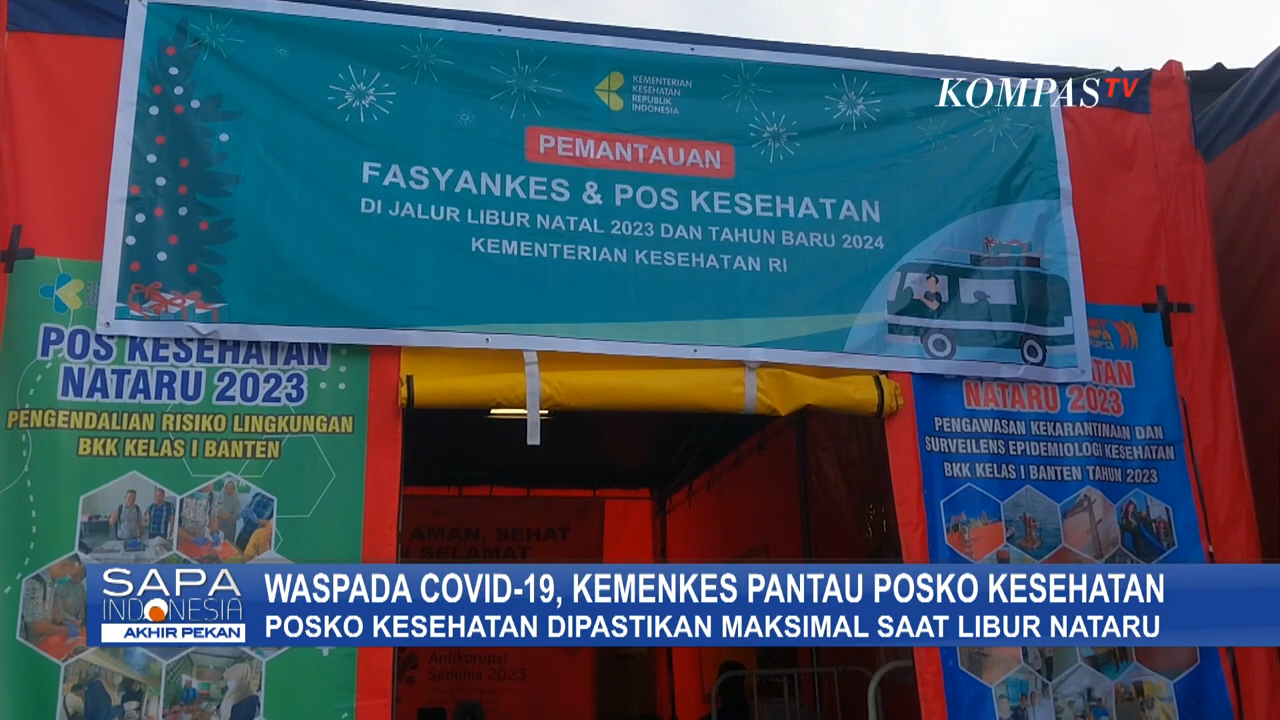 KOMPASTV
KEMENTERIAN
KESEHATAN
REPUBLIK
INDONESIA
PEMANTAUAN
FASYANKES & POS KESEHATAN
DI JALUR LIBUR NATAL 2023 DAN TAHUN BARU 2024
KEMENTERIAN KESEHATAN RI
POS KESEHATAN
NATARU 2023
PENGENDALIAN RISIKO LINGKUNGAN
BKK KELAS I BANTEN
NATARU 2023
PENGAWASAN KEKARANTINAAN DAN
SURVEILENS EPIDEMIOLOGI KESEHATAN
BKK KELAS I BANTEN TAHUN 2023
AMAN, SEHAT
SELAMAT
SAPA
INDONESIA
AKHIR PEKAN
WASPADA COVID-19, KEMENKES PANTAU POSKO KESEHATAN
POSKO KESEHATAN DIPASTIKAN MAKSIMAL SAAT LIBUR NATARU
Antikorupsi
Sedunia 2023